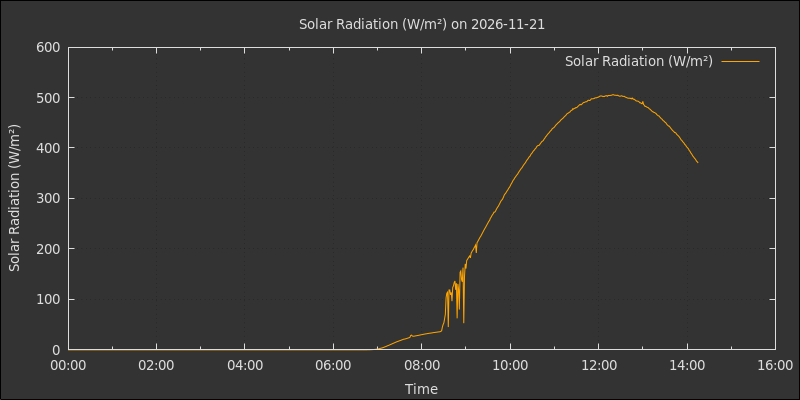 Solar Radiation (W/m²) on 2026-11-21
Solar Radiation (W/m²)
Solar Radiation (W/m²)
600
500
400
300
200
100
0
00:00 02:00 04:00 06:00 08:00 10:00 12:00 14:00 16:00
Time